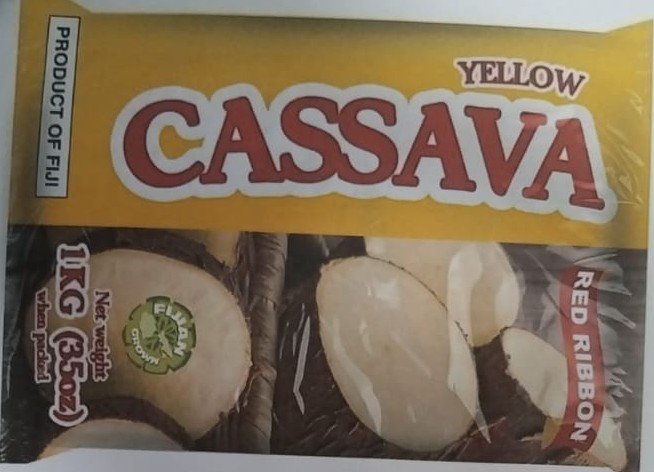 PRODUCT OF FIJI
YELLOW
CASSAVA
RED RIBBON
FIJIAN
GROWN
Net weight
1KG (35oz)
when packed